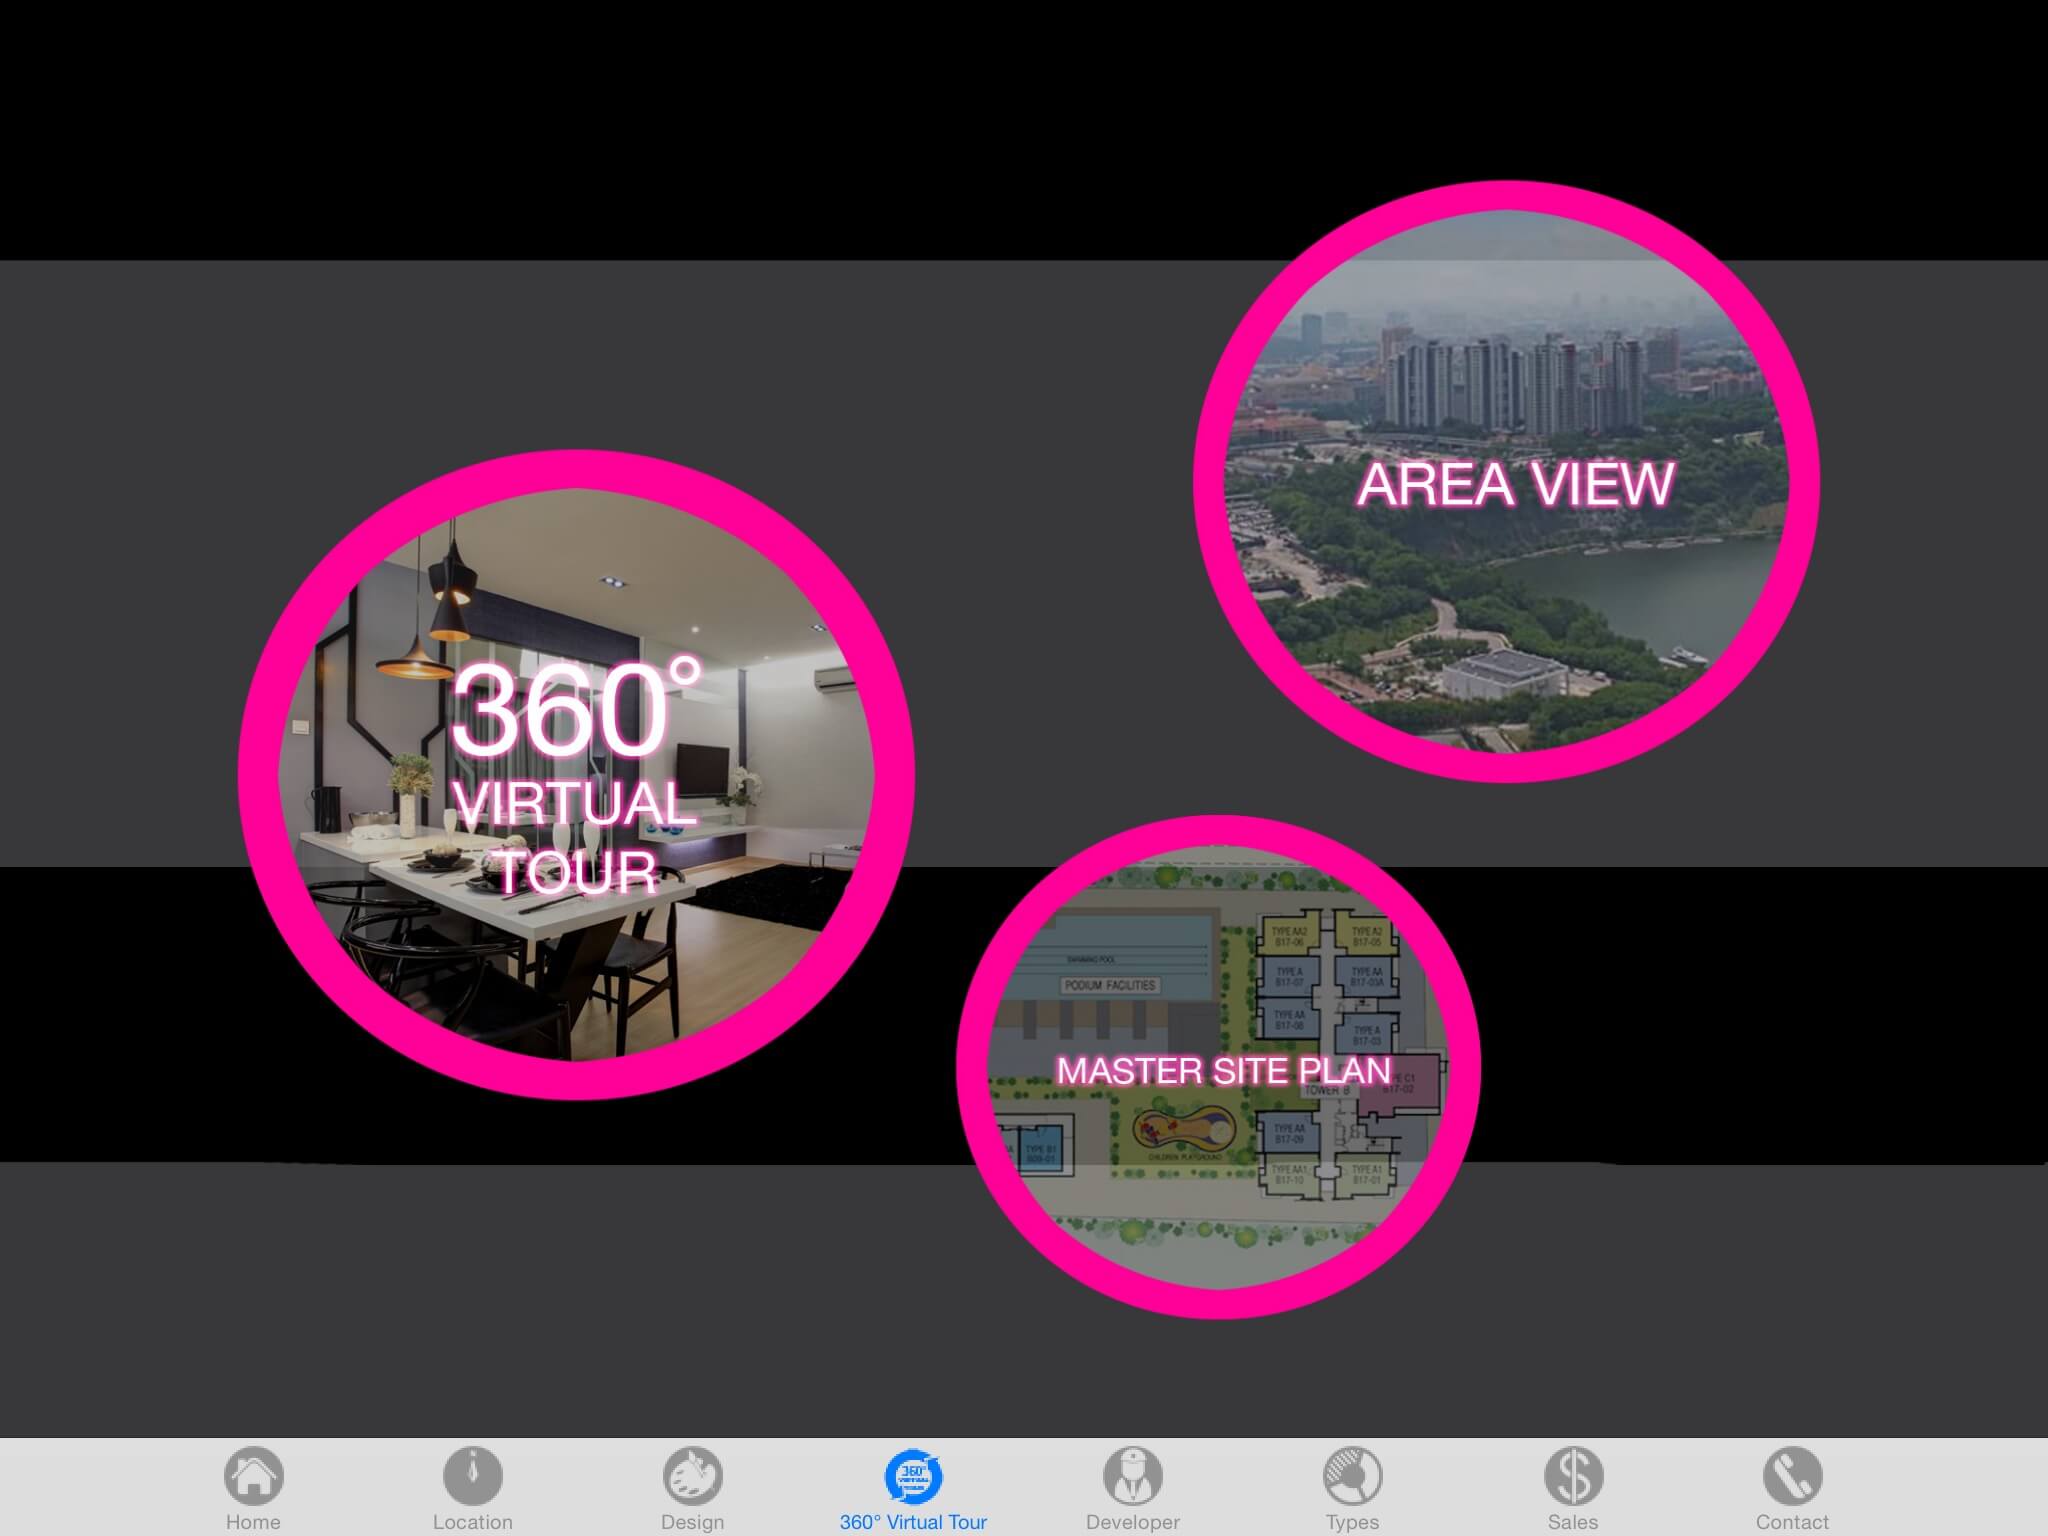 AREA VIEW
360°
VIRTUAL
TOUR
TYPE AA2
B17-06
TYPE A2
B17-05
SWIMMING POOL
PODIUM FACILITIES
TYPE A
B17-07
TYPE AA
B17-03A
TYPE AA
B17-08
TYPE A
B17-03
MASTER SITE PLAN
C1
B17-02
TOWER B
TYPE AA
B17-09
CHILDREN PLAYGROUND
TYPE B1
B09-01
TYPE AA1
B17-10
TYPE A1
B17-01
360°
Home
Location
Design
360° Virtual Tour
Developer
Types
Sales
Contact